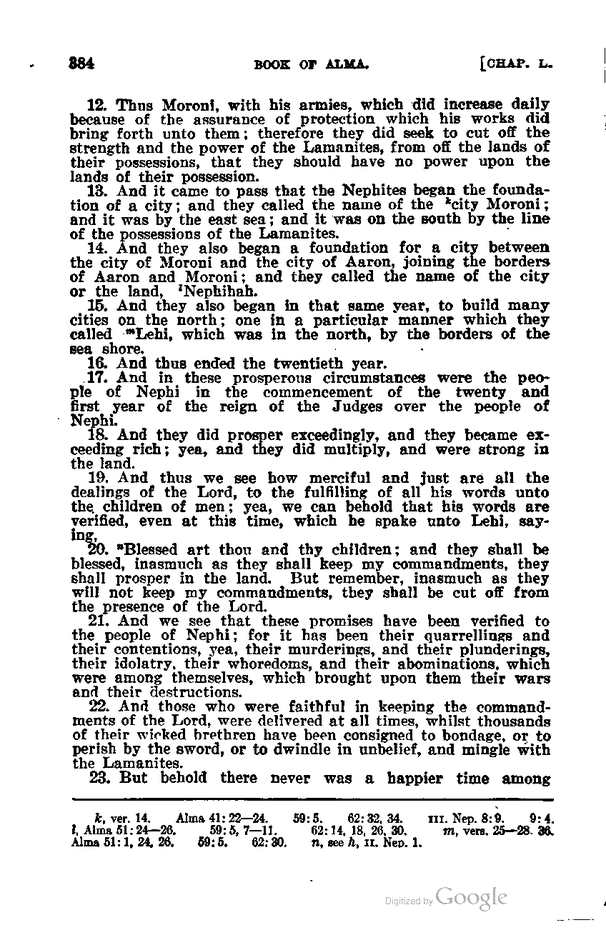 384 BOOK OF ALMA. [CHAP. L.
12. Thus Moroni, with his armies, which did increase daily
because of the assurance of protection which his works did
bring forth unto them; therefore they did seek to cut off the
strength and the power of the Lamanites, from off the lands of
their possessions, that they should have no power upon the
lands of their possession.
13. And it came to pass that the Nephites began the founda-
tion of a city; and they called the name of the ᵏcity Moroni;
and it was by the east sea; and it was on the south by the line
of the possessions of the Lamanites.
14. And they also began a foundation for a city between
the city of Moroni and the city of Aaron, joining the borders
of Aaron and Moroni; and they called the name of the city
or the land, ˡNephihah.
15. And they also began in that same year, to build many
cities on the north; one in a particular manner which they
called ᵐLehi, which was in the north, by the borders of the
sea shore.
16. And thus ended the twentieth year.
17. And in these prosperous circumstances were the peo-
ple of Nephi in the commencement of the twenty and
first year of the reign of the Judges over the people of
Nephi.
18. And they did prosper exceedingly, and they became ex-
ceeding rich; yea, and they did multiply, and were strong in
the land.
19. And thus we see how merciful and just are all the
dealings of the Lord, to the fulfilling of all his words unto
the children of men; yea, we can behold that his words are
verified, even at this time, which he spake unto Lehi, say-
ing,
20. ⁿBlessed art thou and thy children; and they shall be
blessed, inasmuch as they shall keep my commandments, they
shall prosper in the land. But remember, inasmuch as they
will not keep my commandments, they shall be cut off from
the presence of the Lord.
21. And we see that these promises have been verified to
the people of Nephi; for it has been their quarrellings and
their contentions, yea, their murderings, and their plunderings,
their idolatry, their whoredoms, and their abominations, which
were among themselves, which brought upon them their wars
and their destructions.
22. And those who were faithful in keeping the command-
ments of the Lord, were delivered at all times, whilst thousands
of their wicked brethren have been consigned to bondage, or to
perish by the sword, or to dwindle in unbelief, and mingle with
the Lamanites.
23. But behold there never was a happier time among
k, ver. 14. Alma 41: 22—24. 59: 5. 62: 32, 34. III. Nep. 8: 9. 9: 4.
l, Alma 51: 24—26. 59: 5, 7—11. 62: 14, 18, 26, 30. m, vers. 25—28. 36.
Alma 51: 1, 24, 26. 59: 5. 62: 30. n, see h, II. Nep. 1.
Digitized by Google